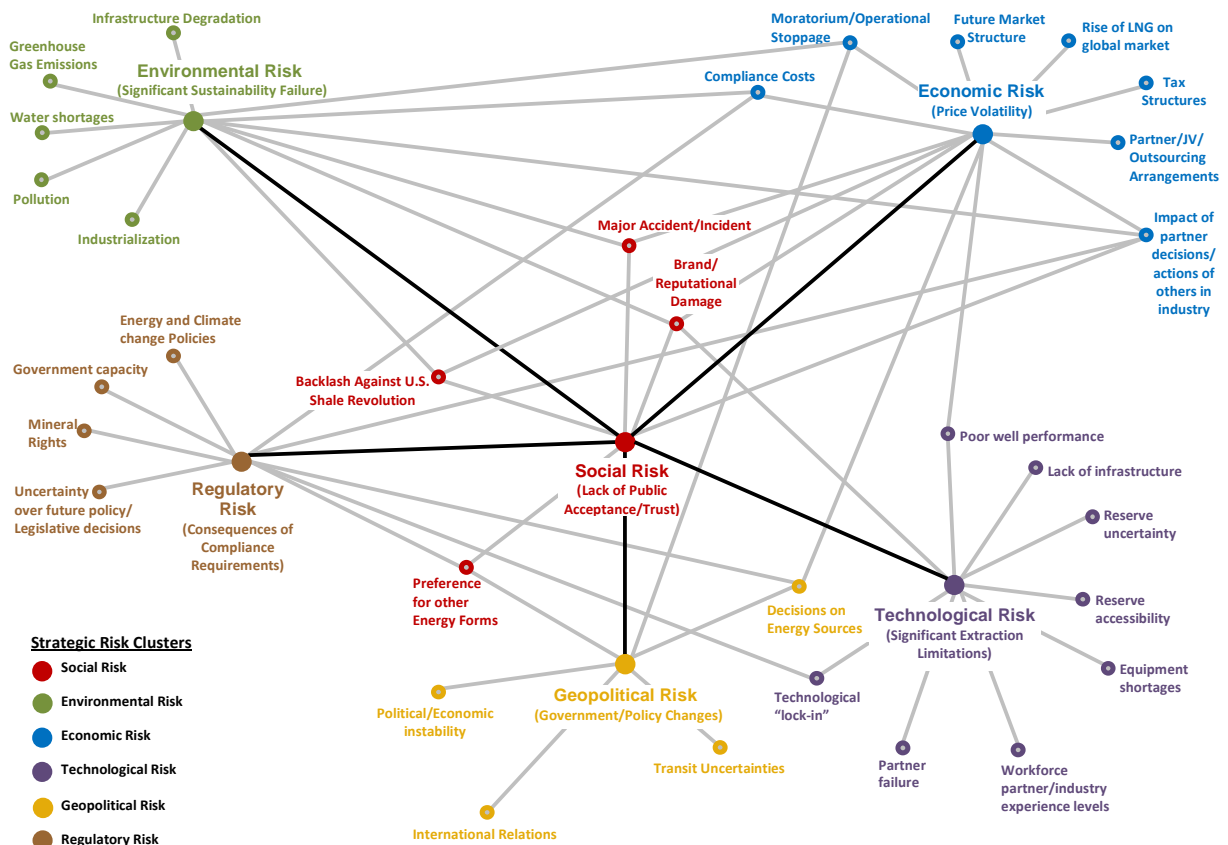 Infrastructure Degradation
Greenhouse
Gas Emissions
Environmental Risk
(Significant Sustainability Failure)
Water shortages
Pollution
Industrialization
Moratorium/Operational
Stoppage
Future Market
Structure
Rise of LNG on
global market
Compliance Costs
Economic Risk
(Price Volatility)
Tax
Structures
Partner/JV/
Outsourcing
Arrangements
Impact of
partner
decisions/
actions of
others in
industry
Major Accident/Incident
Brand/
Reputational
Damage
Energy and Climate
change Policies
Government capacity
Backlash Against U.S.
Shale Revolution
Mineral
Rights
Uncertainty
over future policy/
Legislative decisions
Regulatory
Risk
(Consequences of
Compliance
Requirements)
Social Risk
(Lack of Public
Acceptance/Trust)
Poor well performance
Lack of infrastructure
Reserve
uncertainty
Reserve
accessibility
Equipment
shortages
Technological Risk
(Significant Extraction
Limitations)
Preference
for other
Energy Forms
Decisions on
Energy Sources
Geopolitical Risk
(Government/Policy Changes)
Technological
“lock-in”
Political/Economic
instability
Transit Uncertainties
International Relations
Partner
failure
Workforce
partner/industry
experience levels
Strategic Risk Clusters
Social Risk
Environmental Risk
Economic Risk
Technological Risk
Geopolitical Risk
Regulatory Risk